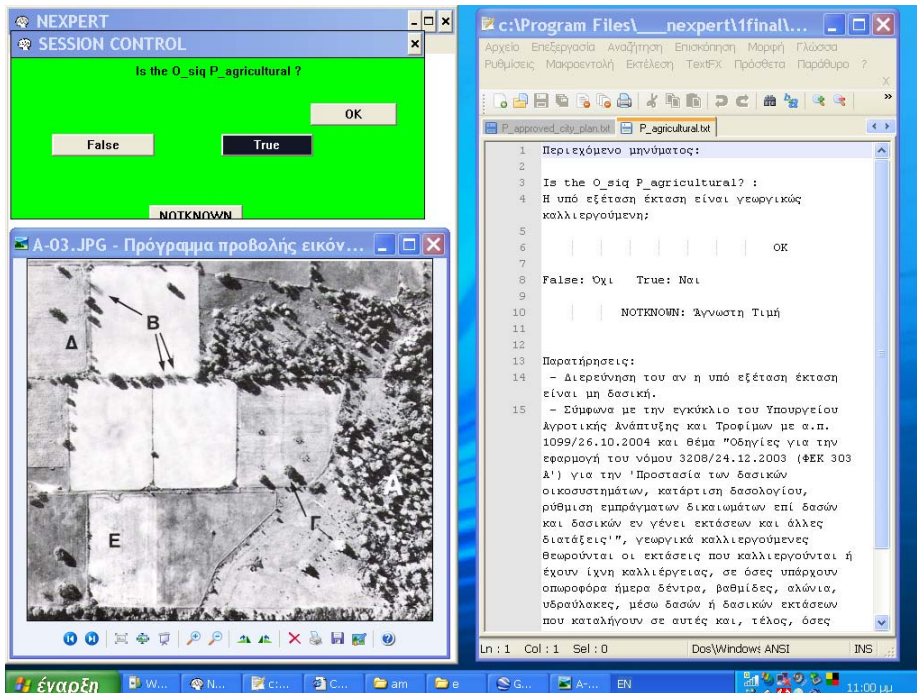 NEXPERT
SESSION CONTROL
Is the O_siq P_agricultural ?
OK
False
True
NOTKNOWN
A-03.JPG - Πρόγραμμα προβολής εικόν...
Β
Δ
Α
Γ
Ε
c:\Program Files\___nexpert\1final\...
Αρχείο Επεξεργασία Αναζήτηση Επισκόπηση Μορφή Γλώσσα
Ρυθμίσεις Μακροεντολή Εκτέλεση TextFX Πρόσθετα Παράθυρο ?
X
P_approved_city_plan.txt P_agricultural.txt
1 Περιεχόμενο μηνύματος:
2
3 Is the O_siq P_agricultural? :
4 Η υπό εξέταση έκταση είναι γεωργικώς
καλλιεργούμενη;
5
6 OK
7
8 False: Όχι True: Ναι
9
10 NOTKNOWN: Άγνωστη Τιμή
11
12
13 Παρατήρησεις:
14 - Διερεύνηση του αν η υπό εξέταση έκταση
είναι μη δασική.
15 - Σύμφωνα με την εγκύκλιο του Υπουργείου
Αγροτικής Ανάπτυξης και Τροφίμων με α.π.
1099/26.10.2004 και θέμα "Οδηγίες για την
εφαρμογή του νόμου 3208/24.12.2003 (ΦΕΚ 303
Α') για την 'Προστασία των δασικών
οικοσυστημάτων, κατάρτιση δασολογίου,
ρύθμιση εμπράγματων δικαιωμάτων επί δασών
και δασικών εν γένει εκτάσεων και άλλες
διατάξεις'", γεωργικά καλλιεργούμενες
θεωρούνται οι εκτάσεις που καλλιεργούνται ή
έχουν ίχνη καλλιέργειας, σε όσες υπάρχουν
οπωροφόρα ήμερα δέντρα, βαθμίδες, αλώνια,
υδραύλακες, μέσω δασών ή δασικών εκτάσεων
που καταλήγουν σε αυτές και, τέλος, όσες
Ln : 1 Col : 1 Sel : 0 Dos\Windows ANSI INS
έναρξη W... N... c:... C... am e G... A-... EN 11:00 μμ